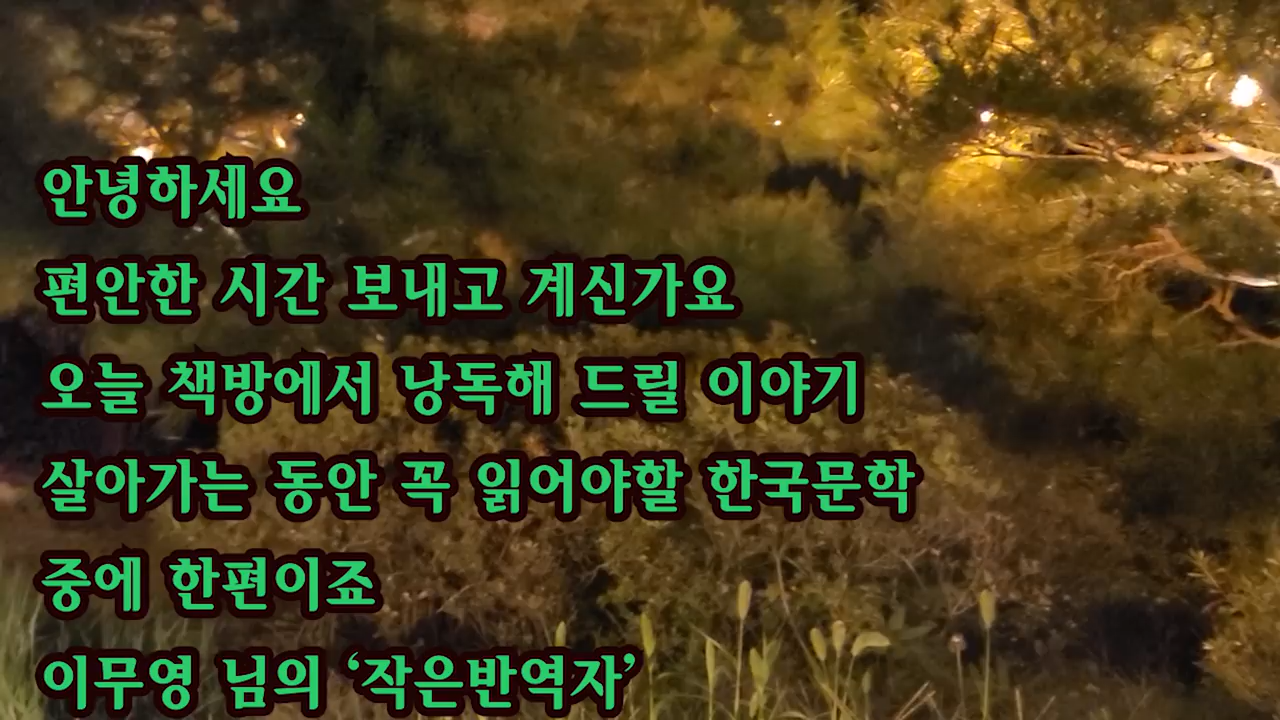 안녕하세요
편안한 시간 보내고 계신가요
오늘 책방에서 낭독해 드릴 이야기
살아가는 동안 꼭 읽어야할 한국문학
중에 한편이죠
이무영 님의 ‘작은반역자’